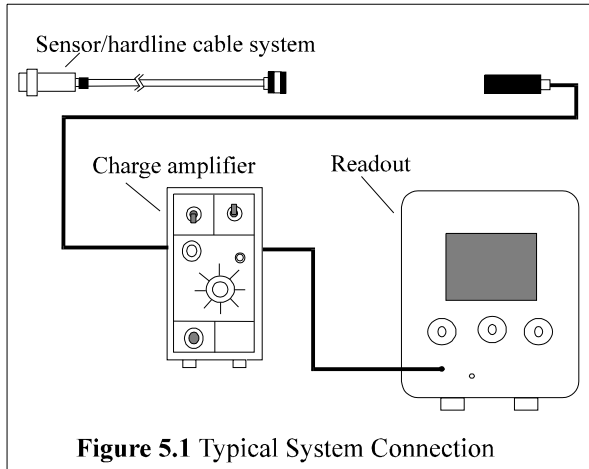 Sensor/hardline cable system
Charge amplifier
Readout
Figure 5.1 Typical System Connection